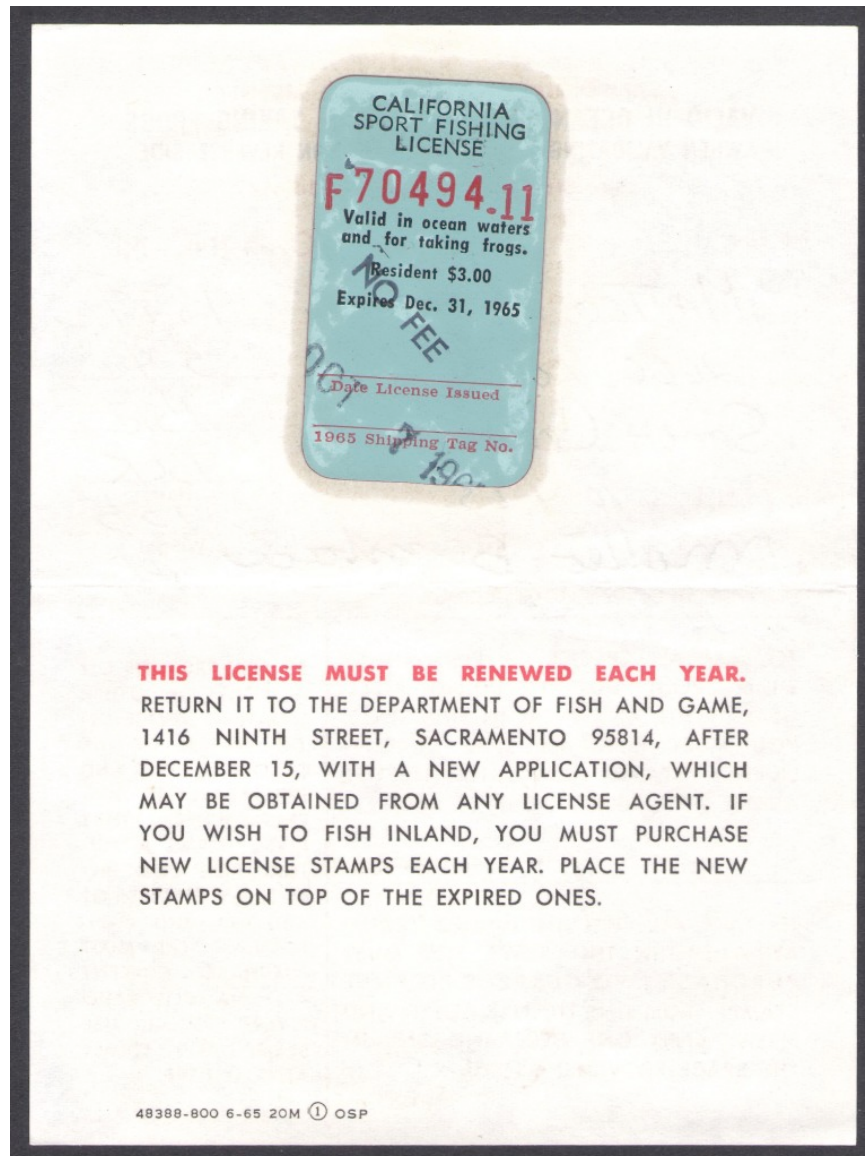 CALIFORNIA
SPORT FISHING
LICENSE
F70494-11
Valid in ocean waters
and for taking frogs.
Resident $3.00
Expires Dec. 31, 1965
NO FEE
Date License Issued
OCT 7
1965 Shipping Tag No.
THIS LICENSE MUST BE RENEWED EACH YEAR.
RETURN IT TO THE DEPARTMENT OF FISH AND GAME,
1416 NINTH STREET, SACRAMENTO 95814, AFTER
DECEMBER 15, WITH A NEW APPLICATION, WHICH
MAY BE OBTAINED FROM ANY LICENSE AGENT. IF
YOU WISH TO FISH INLAND, YOU MUST PURCHASE
NEW LICENSE STAMPS EACH YEAR. PLACE THE NEW
STAMPS ON TOP OF THE EXPIRED ONES.
48388-800 6-65 20M ① OSP